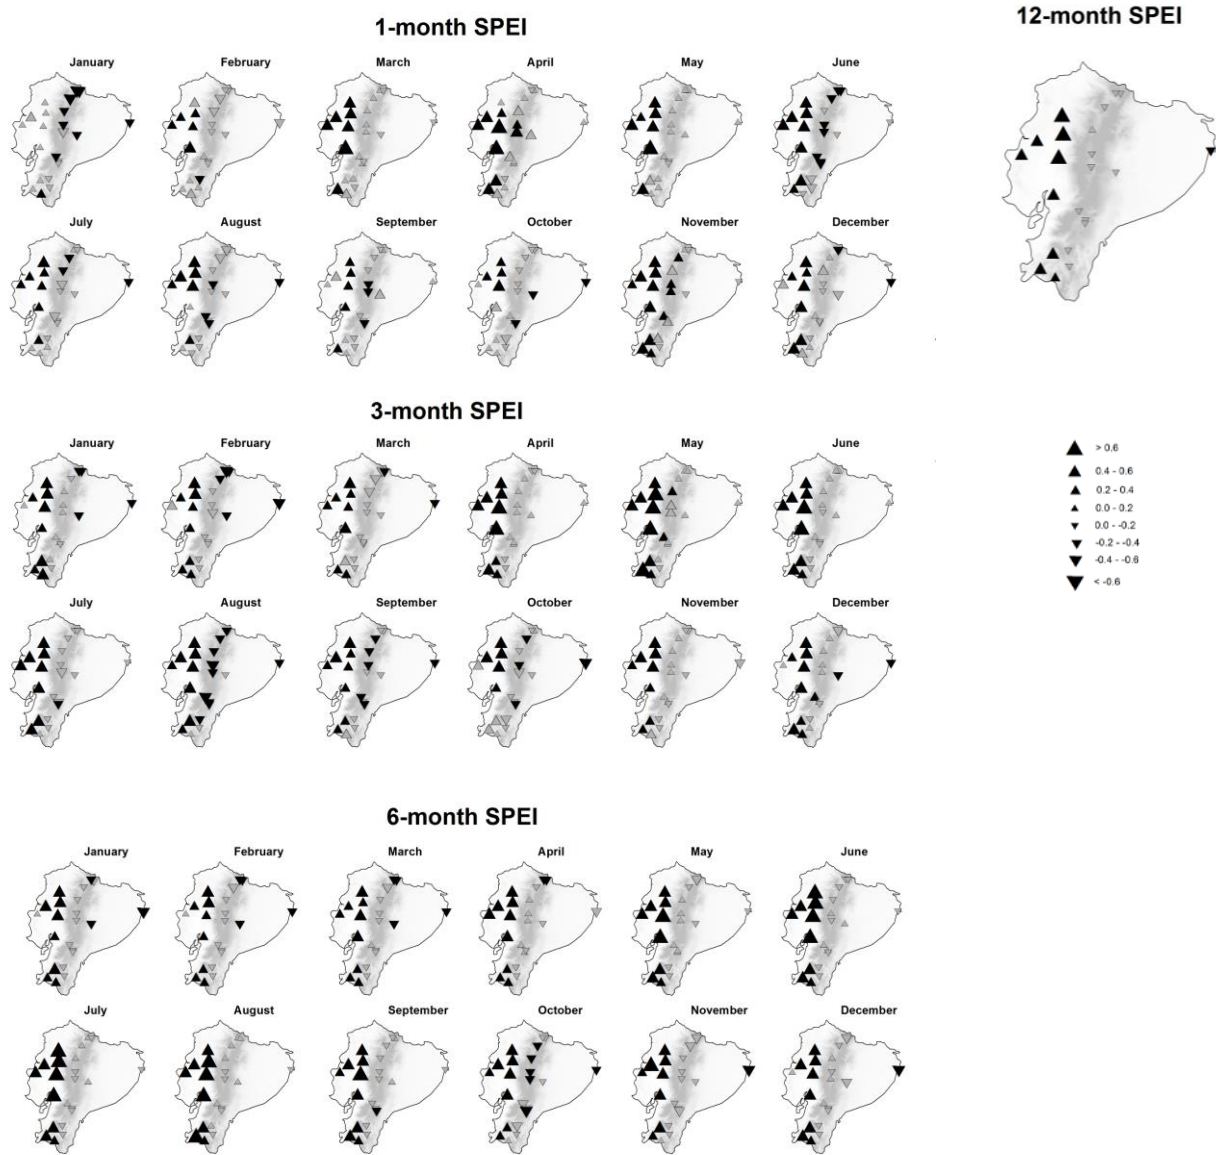 1-month SPEI
12-month SPEI
January February March April May June
July August September October November December
3-month SPEI
January February March April May June
July August September October November December
> 0.6
0.4 - 0.6
0.2 - 0.4
0.0 - 0.2
0.0 - -0.2
-0.2 - -0.4
-0.4 - -0.6
< -0.6
6-month SPEI
January February March April May June
July August September October November December